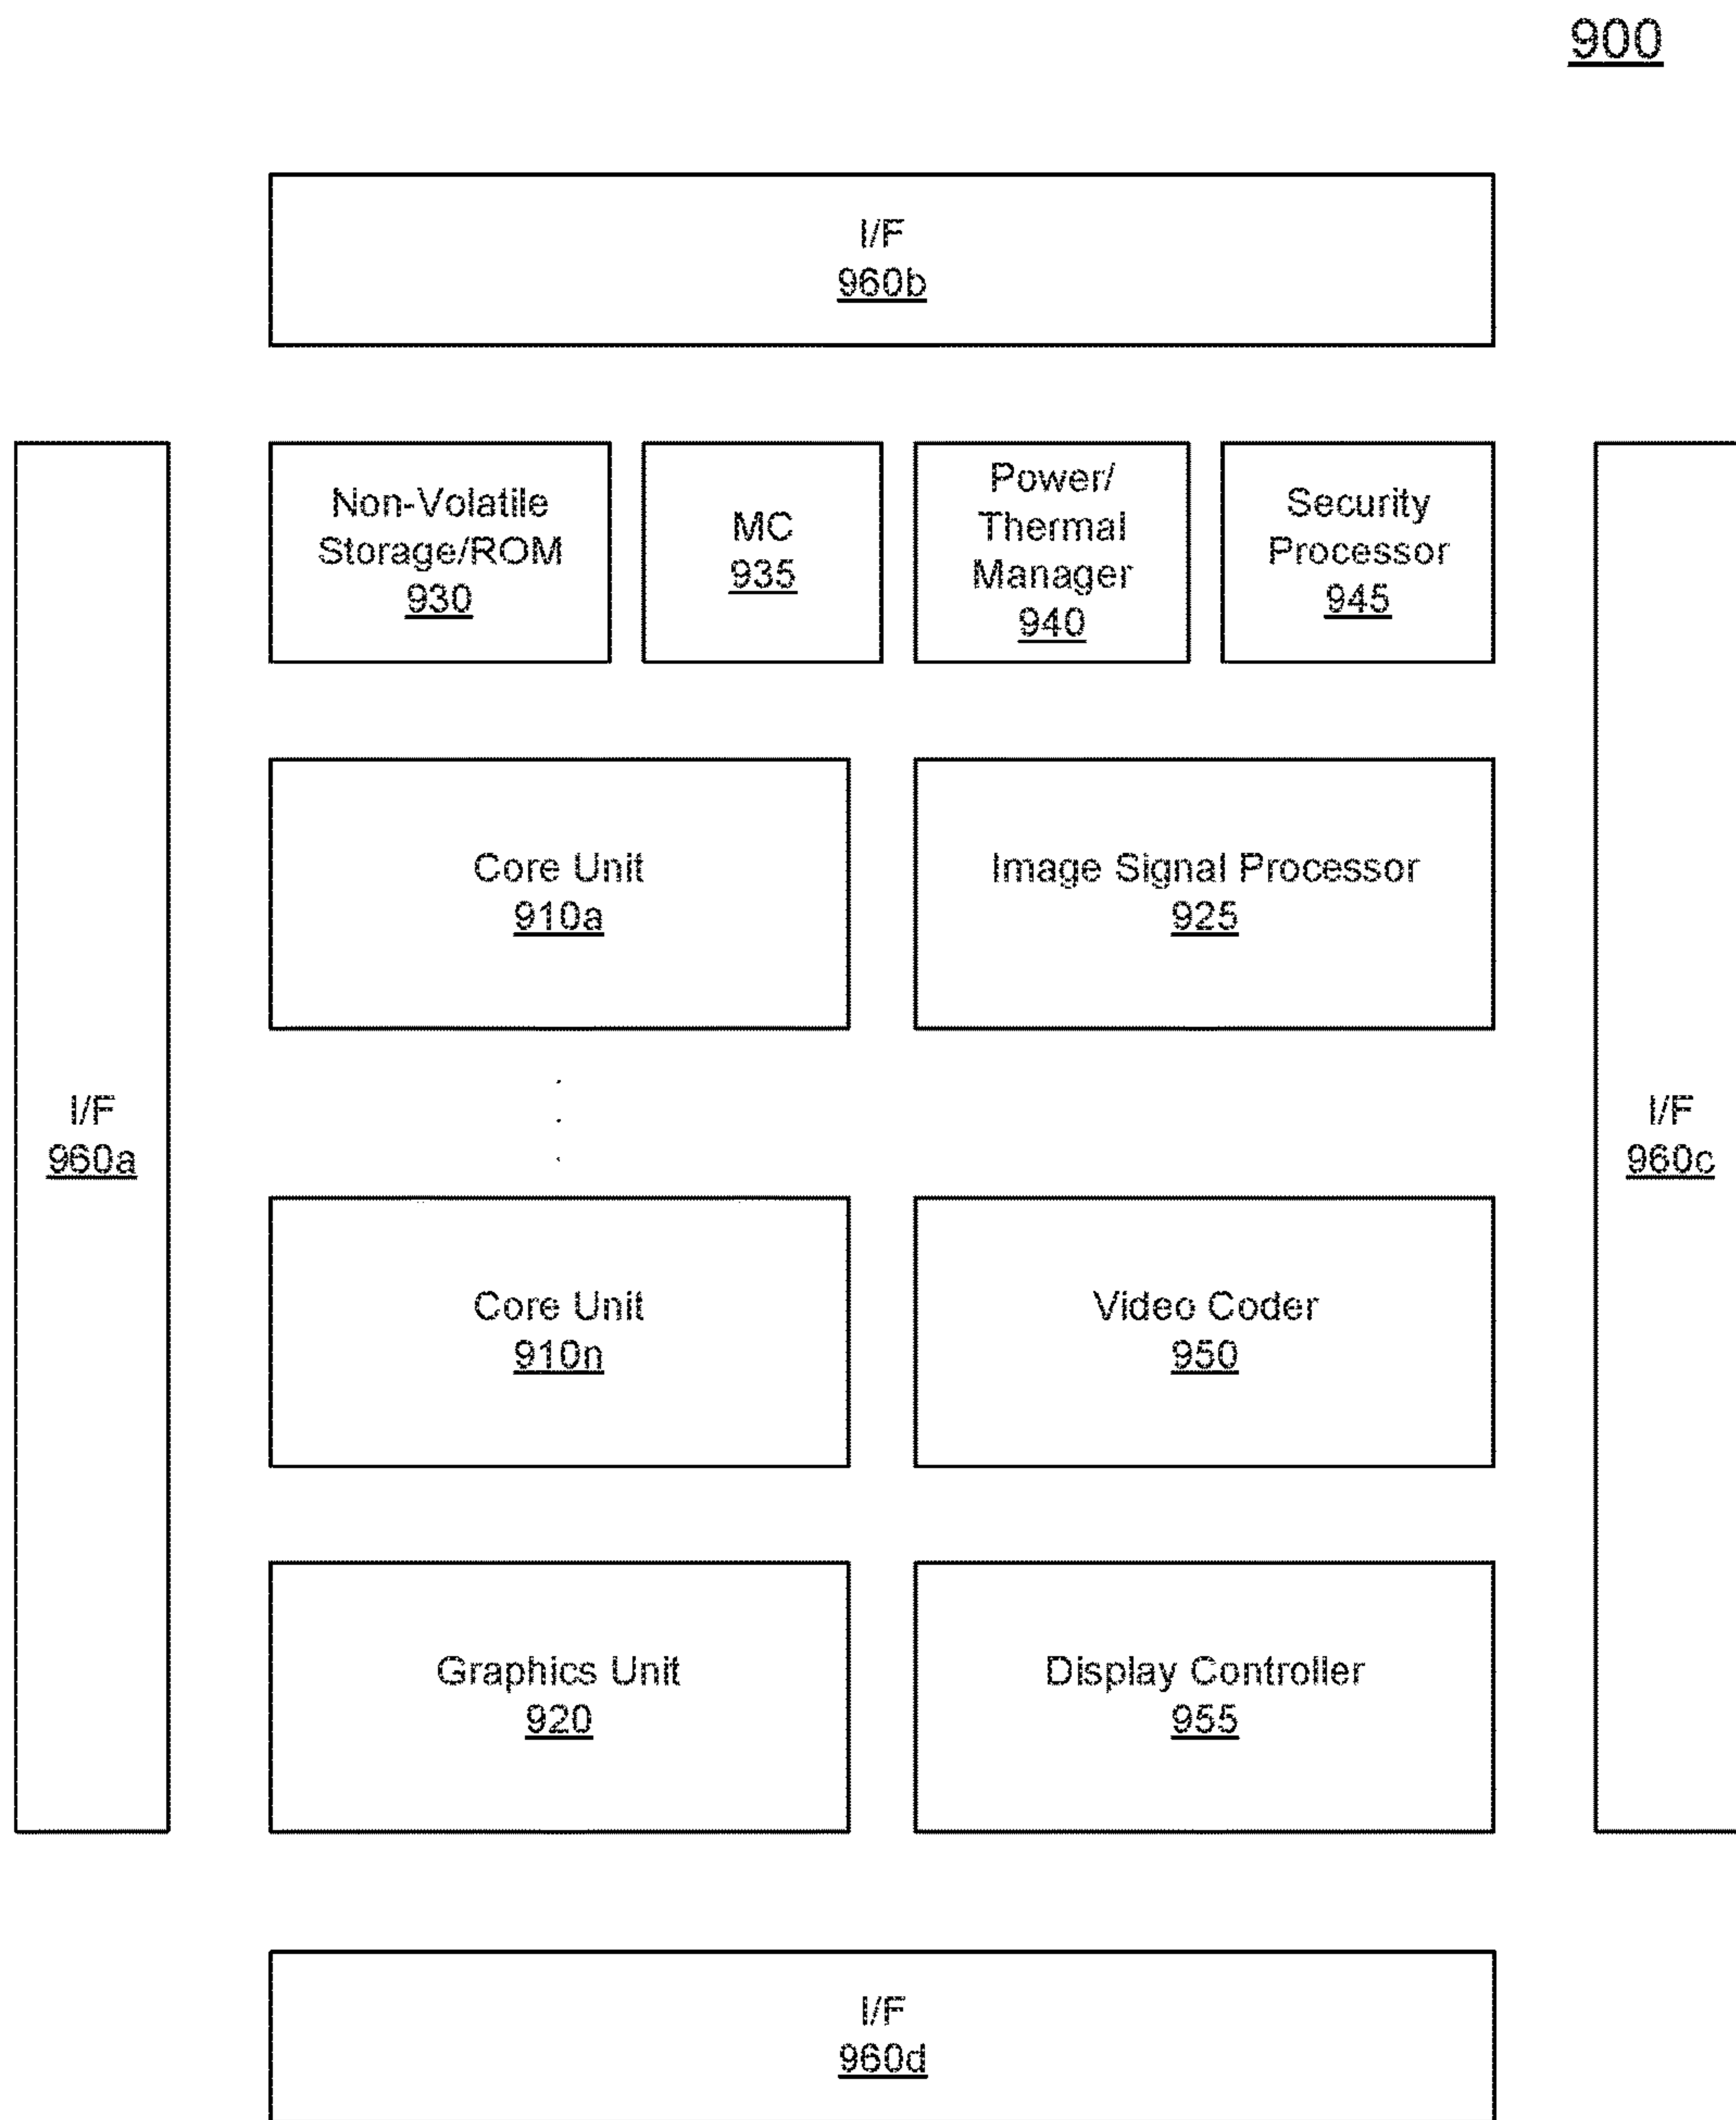 900
I/F
960b
Non-Volatile
Storage/ROM
930
MC
935
Power/
Thermal
Manager
940
Security
Processor
945
Core Unit
910a
Image Signal Processor
925
I/F
960a
I/F
960c
Core Unit
910n
Video Coder
950
Graphics Unit
920
Display Controller
955
I/F
960d